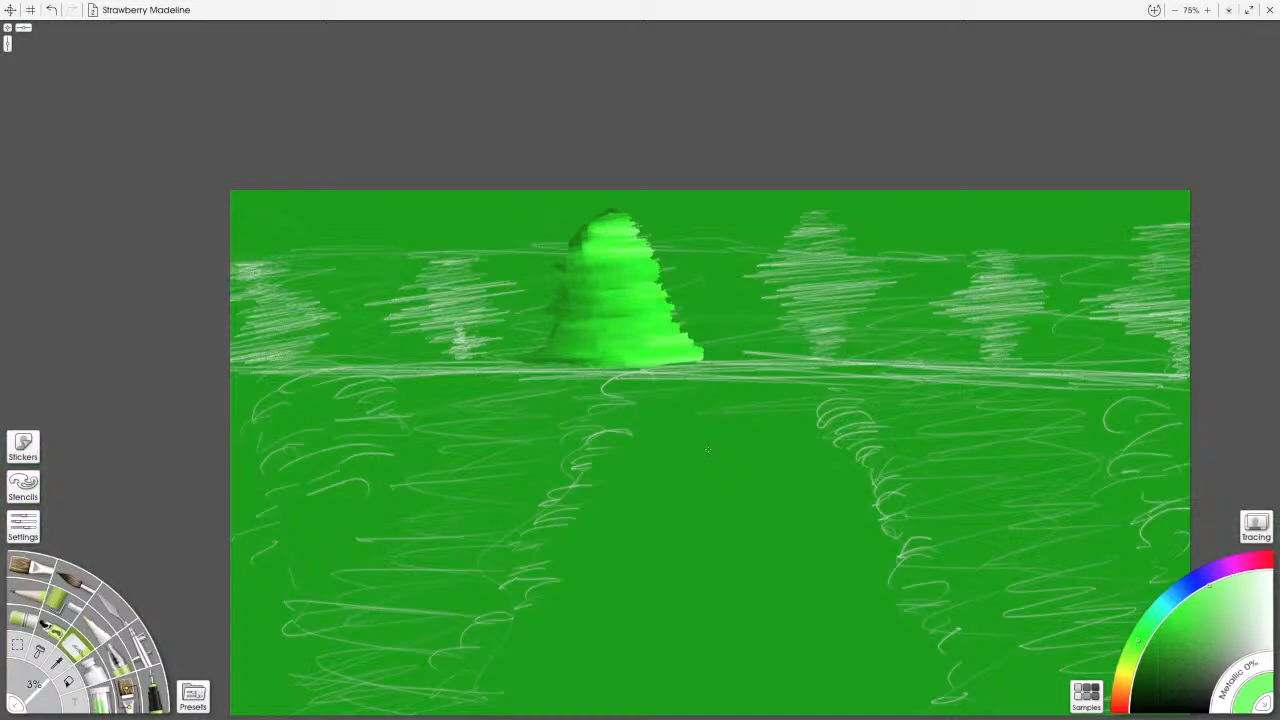 Strawberry Madeline
75%
Stickers
Stencils
Settings
Tracing
3%
Presets
Samples
Metallic 0%